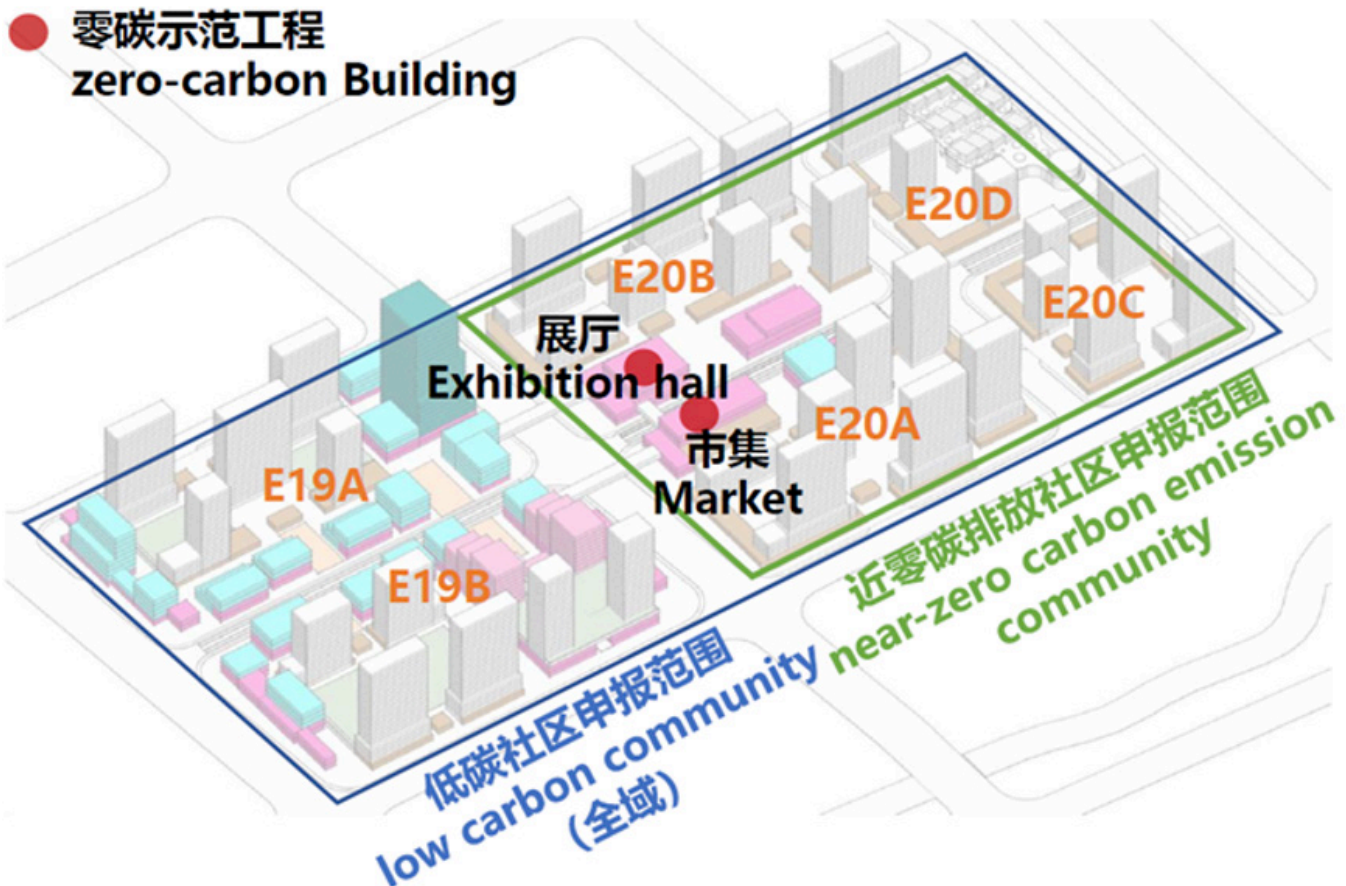 零碳示范工程
zero-carbon Building
E20D
E20B
E20C
展厅
Exhibition hall
E20A
市集
Market
E19A
E19B
近零碳排放社区申报范围
near-zero carbon emission
community
低碳社区申报范围
low carbon community
（全域）